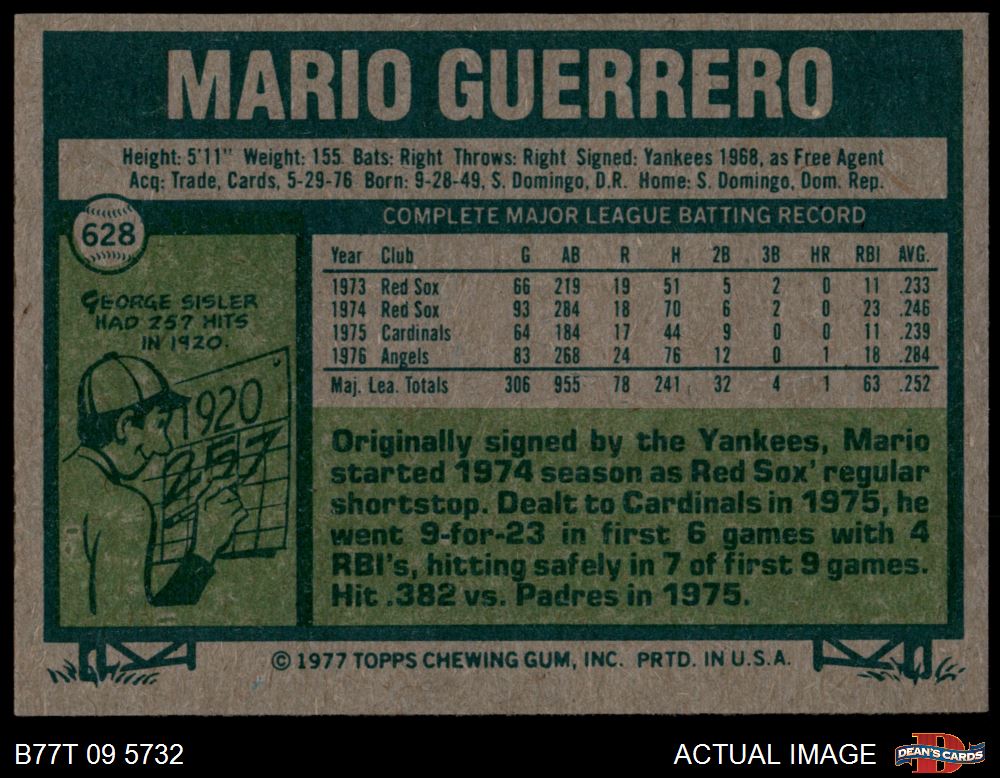 MARIO GUERRERO
Height: 5'11" Weight: 155 Bats: Right Throws: Right Signed: Yankees 1968, as Free Agent
Acq: Trade, Cards, 5-29-76 Born: 9-28-49, S. Domingo, D.R. Home: S. Domingo, Dom. Rep.
628
COMPLETE MAJOR LEAGUE BATTING RECORD
Year Club G AB R H 2B 3B HR RBI AVG.
1973 Red Sox 66 219 19 51 5 2 0 11 .233
1974 Red Sox 93 284 18 70 6 2 0 23 .246
1975 Cardinals 64 184 17 44 9 0 0 11 .239
1976 Angels 83 268 24 76 12 0 1 18 .284
Maj. Lea. Totals 306 955 78 241 32 4 1 63 .252
GEORGE SISLER
HAD 257 HITS
IN 1920.
1920
257
Originally signed by the Yankees, Mario
started 1974 season as Red Sox' regular
shortstop. Dealt to Cardinals in 1975, he
went 9-for-23 in first 6 games with 4
RBI's, hitting safely in 7 of first 9 games.
Hit .382 vs. Padres in 1975.
© 1977 TOPPS CHEWING GUM, INC. PRTD. IN U.S.A.
B77T 09 5732
ACTUAL IMAGE
D
DEAN'S CARDS